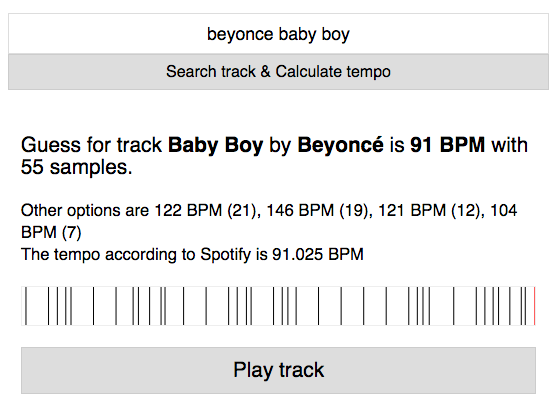 beyonce baby boy
Search track & Calculate tempo
Guess for track Baby Boy by Beyoncé is 91 BPM with
55 samples.
Other options are 122 BPM (21), 146 BPM (19), 121 BPM (12), 104
BPM (7)
The tempo according to Spotify is 91.025 BPM
Play track